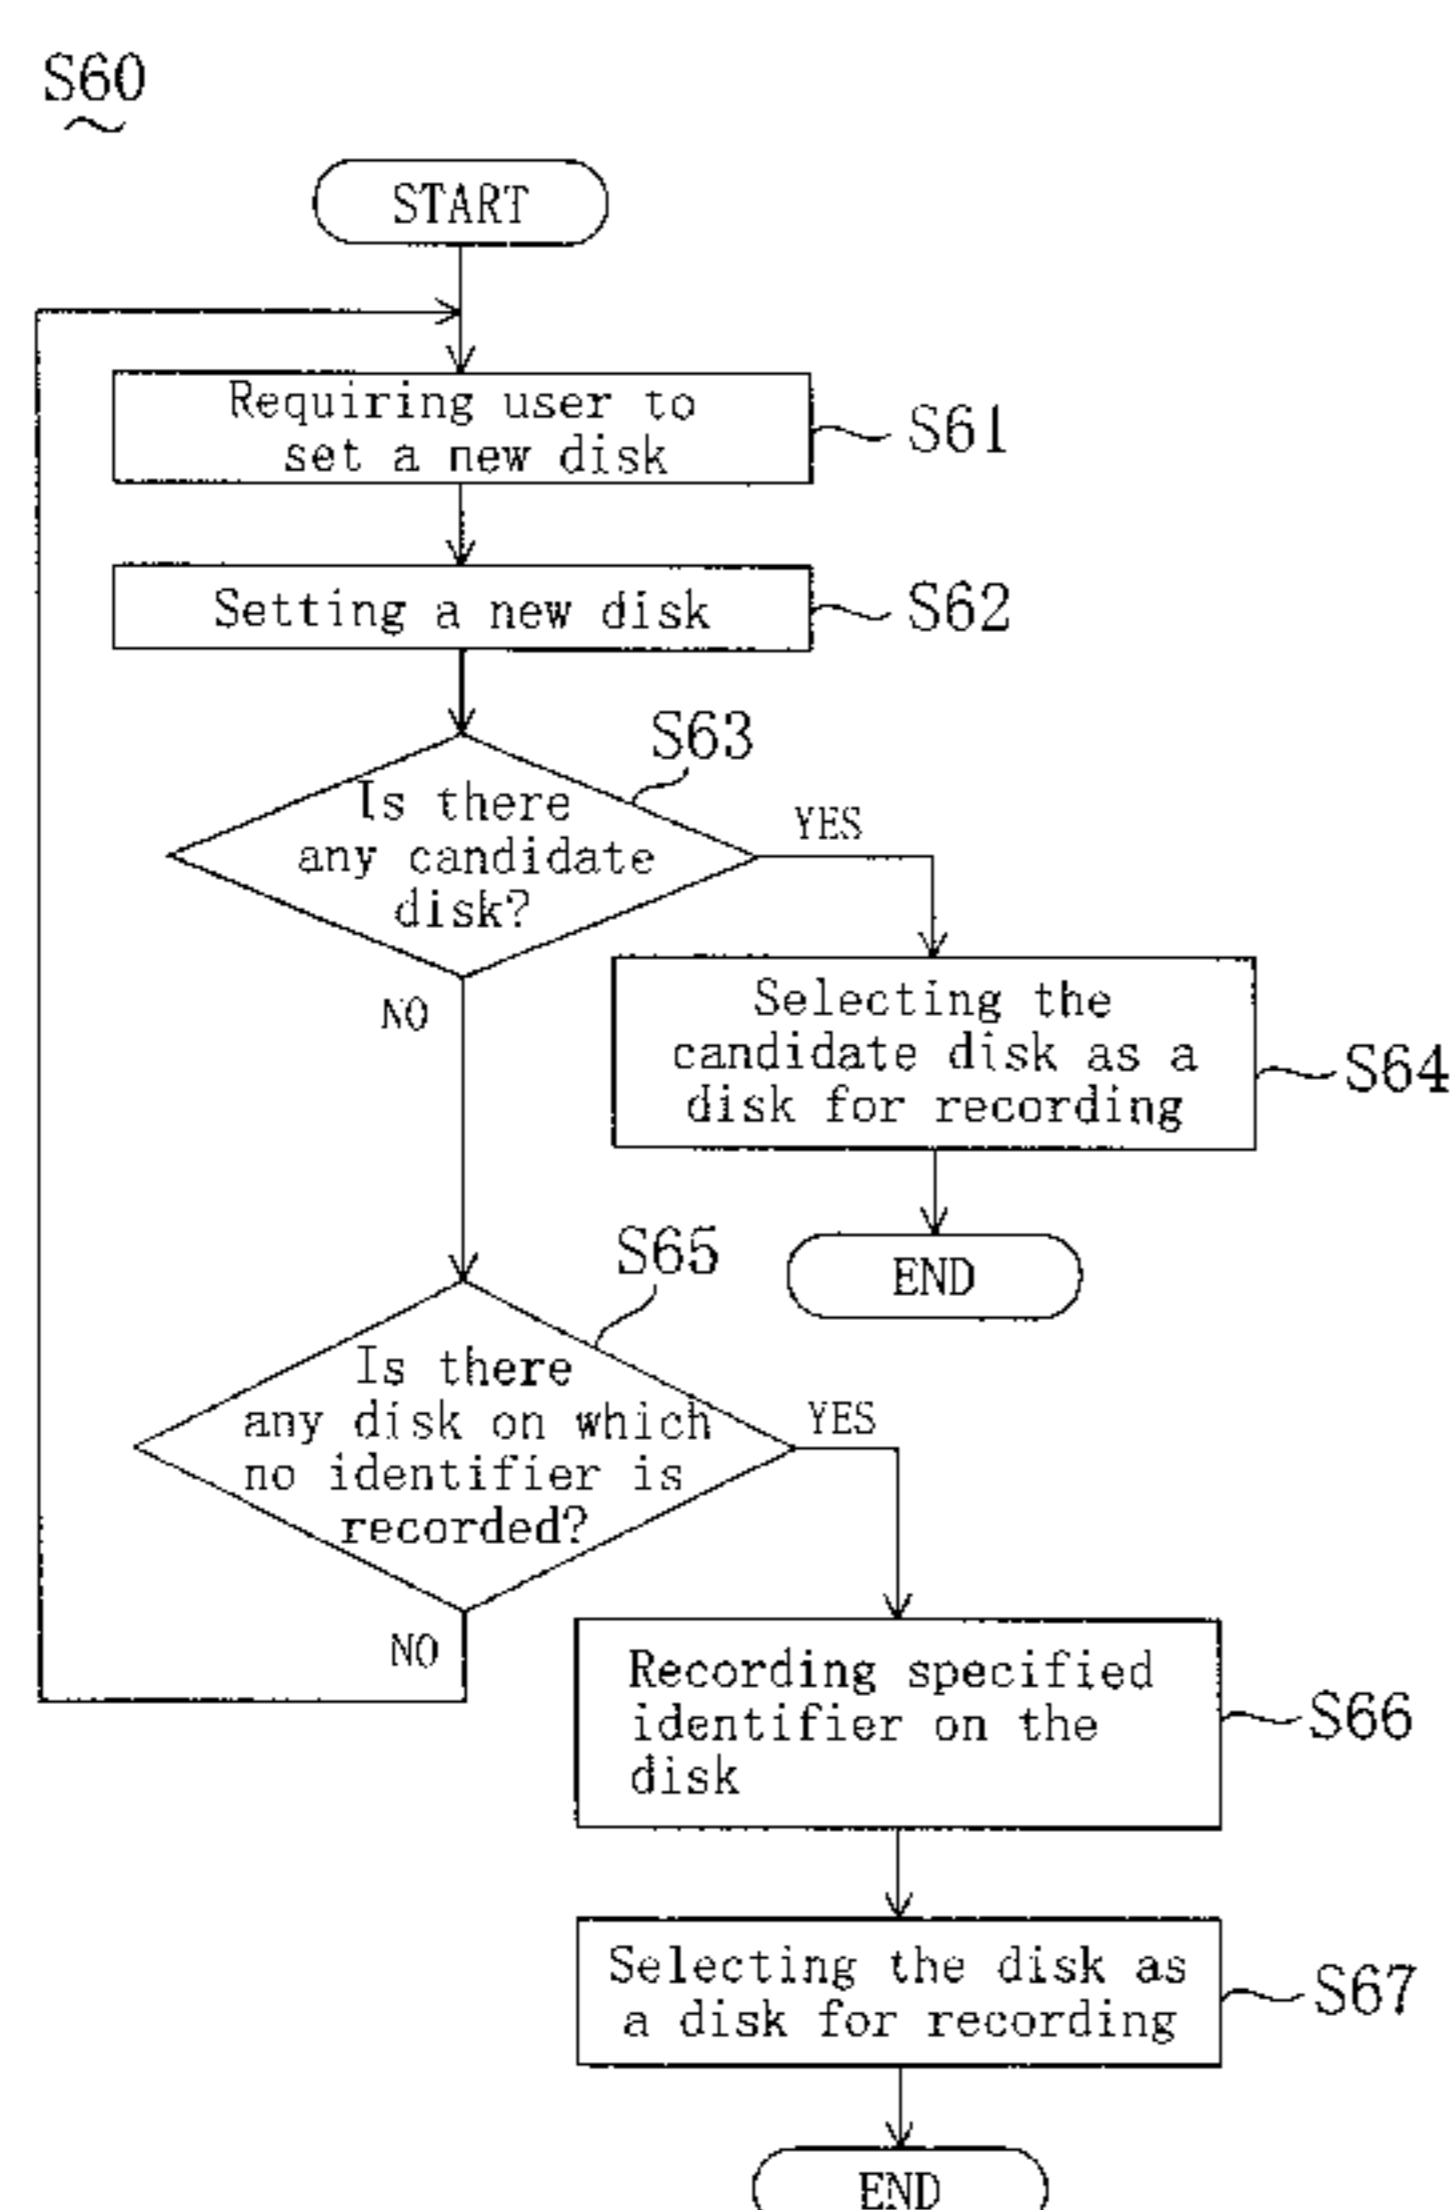 S60
START
Requiring user to
set a new disk
S61
Setting a new disk
S62
S63
Is there
any candidate
disk?
YES
NO
Selecting the
candidate disk as a
disk for recording
S64
END
S65
Is there
any disk on which
no identifier is
recorded?
YES
NO
Recording specified
identifier on the
disk
S66
Selecting the disk as
a disk for recording
S67
END